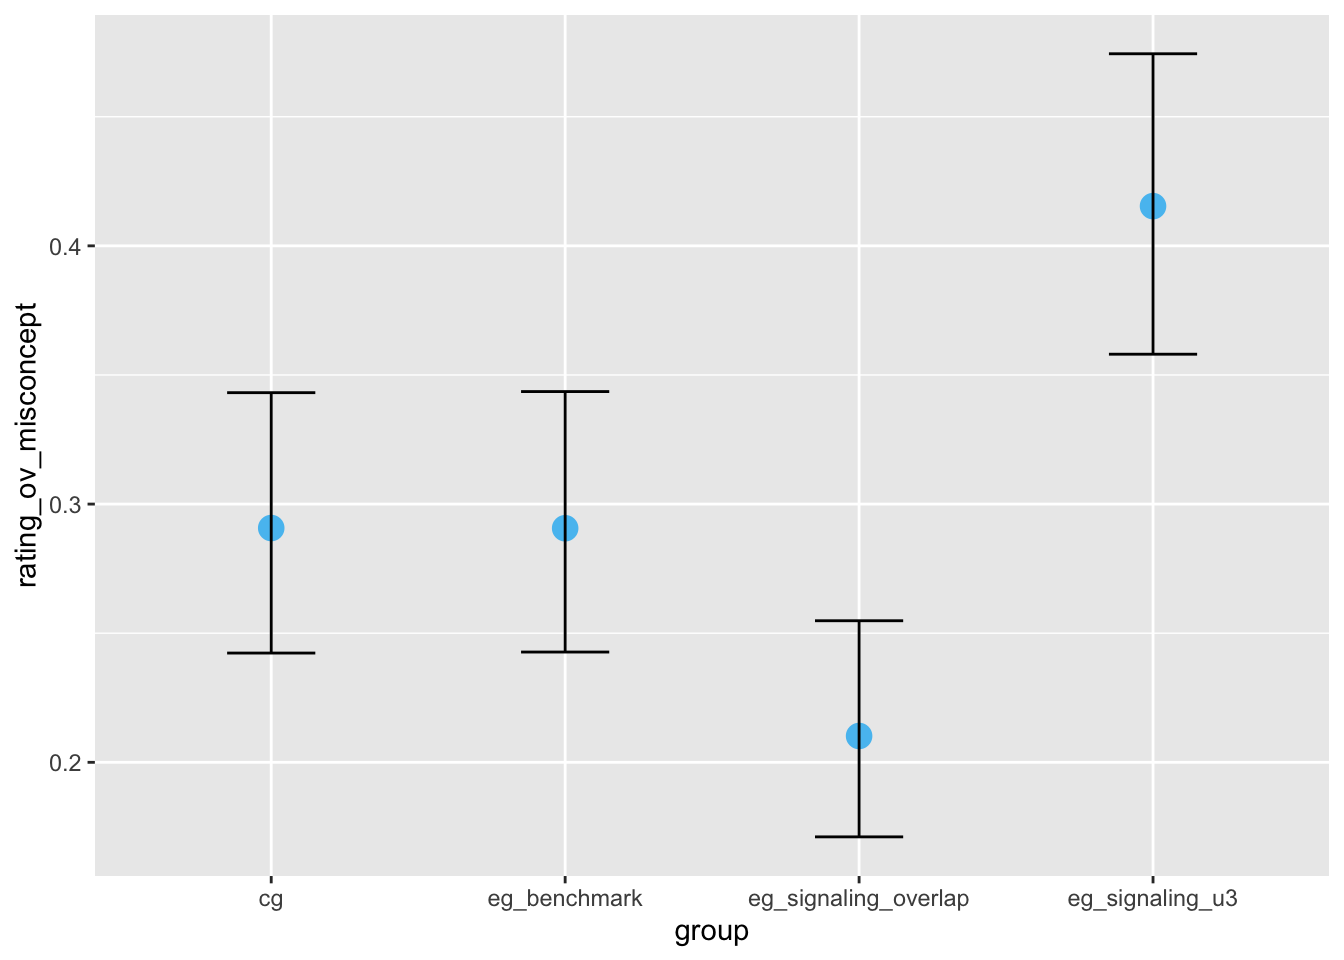 rating_ov_misconcept
0.4
0.3
0.2
cg
eg_benchmark
eg_signaling_overlap
eg_signaling_u3
group